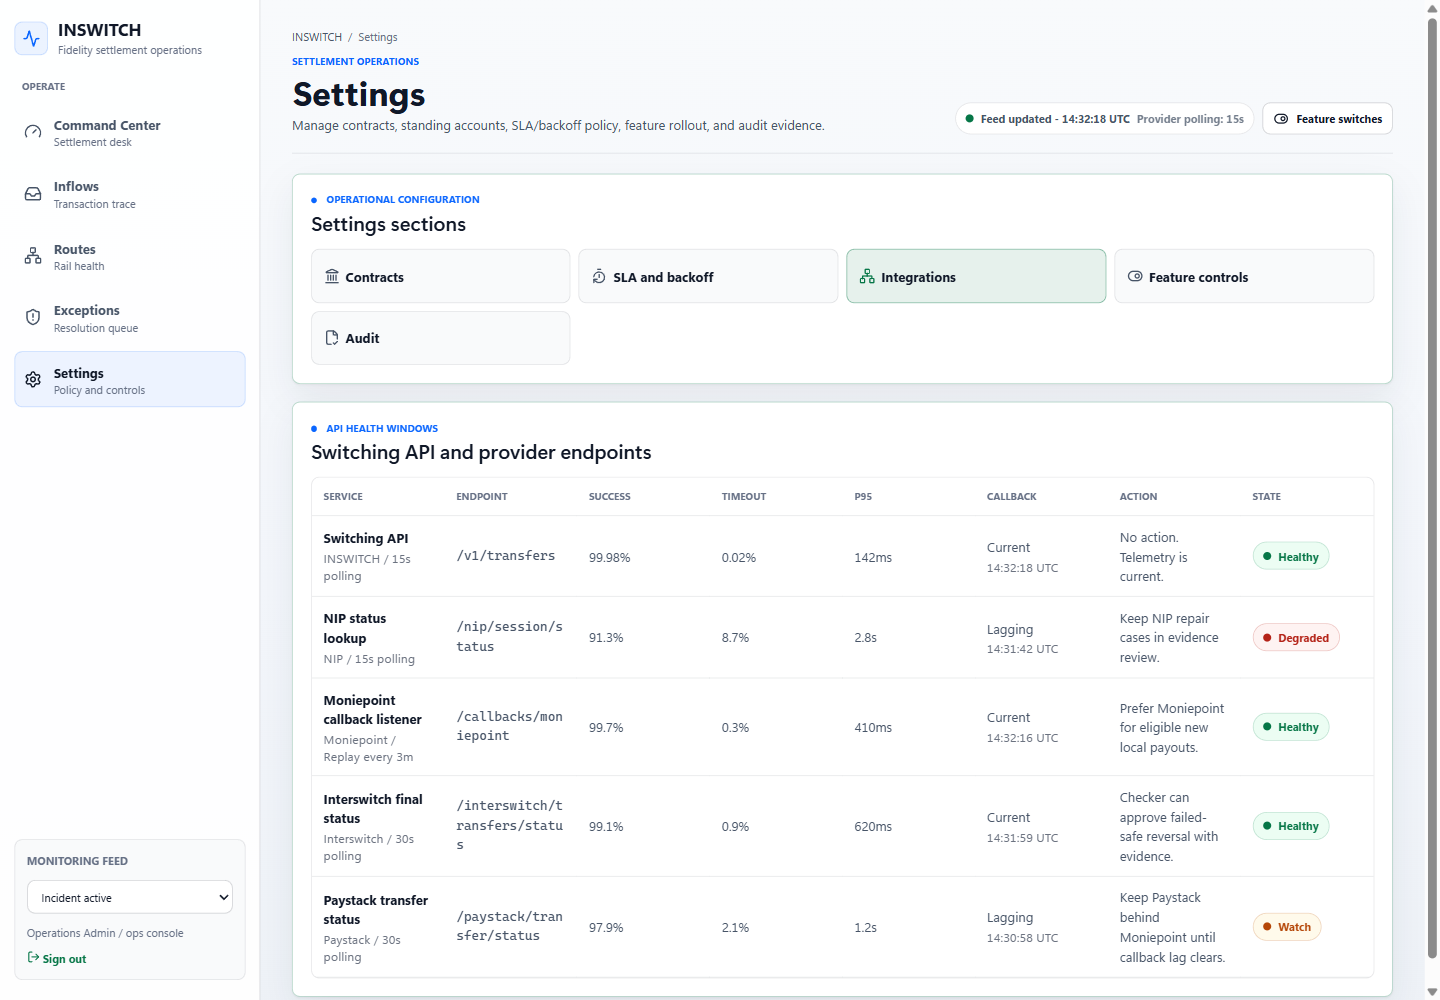 INSWITCH
Fidelity settlement operations
OPERATE
Command Center
Settlement desk
Inflows
Transaction trace
Routes
Rail health
Exceptions
Resolution queue
Settings
Policy and controls
MONITORING FEED
Incident active
Operations Admin / ops console
Sign out
INSWITCH / Settings
SETTLEMENT OPERATIONS
Settings
Manage contracts, standing accounts, SLA/backoff policy, feature rollout, and audit evidence.
Feed updated - 14:32:18 UTC Provider polling: 15s
Feature switches
OPERATIONAL CONFIGURATION
Settings sections
Contracts
SLA and backoff
Integrations
Feature controls
Audit
API HEALTH WINDOWS
Switching API and provider endpoints
SERVICE ENDPOINT SUCCESS TIMEOUT P95 CALLBACK ACTION STATE
Switching API
INSWITCH / 15s
polling
/v1/transfers
99.98%
0.02%
142ms
Current
14:32:18 UTC
No action.
Telemetry is
current.
Healthy
NIP status
lookup
NIP / 15s polling
/nip/session/s
tatus
91.3%
8.7%
2.8s
Lagging
14:31:42 UTC
Keep NIP repair
cases in evidence
review.
Degraded
Moniepoint
callback listener
Moniepoint /
Replay every 3m
/callbacks/mon
iepoint
99.7%
0.3%
410ms
Current
14:32:16 UTC
Prefer Moniepoint
for eligible new
local payouts.
Healthy
Interswitch final
status
Interswitch / 30s
polling
/interswitch/t
ransfers/statu
s
99.1%
0.9%
620ms
Current
14:31:59 UTC
Checker can
approve failed-
safe reversal with
evidence.
Healthy
Paystack transfer
status
Paystack / 30s
polling
/paystack/tran
sfer/status
97.9%
2.1%
1.2s
Lagging
14:30:58 UTC
Keep Paystack
behind
Moniepoint until
callback lag clears.
Watch